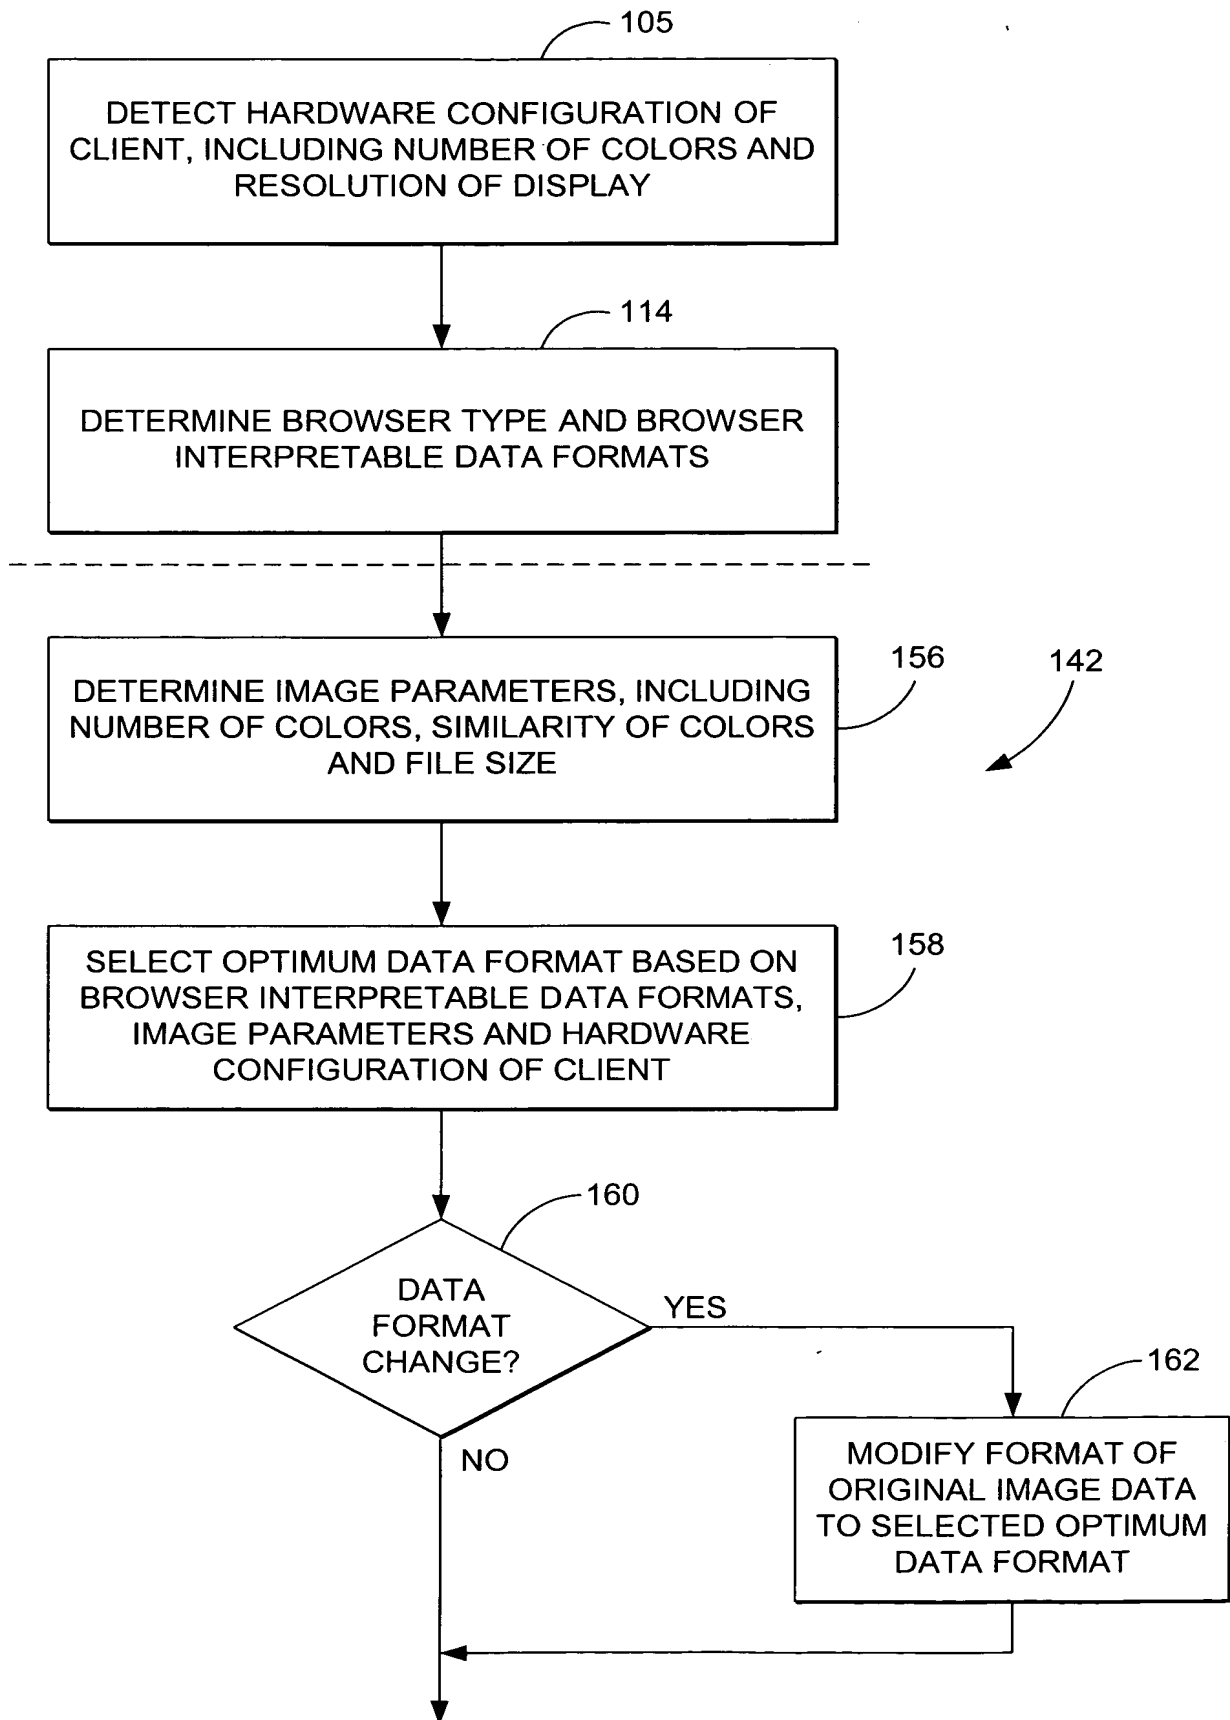 105
DETECT HARDWARE CONFIGURATION OF
CLIENT, INCLUDING NUMBER OF COLORS AND
RESOLUTION OF DISPLAY
114
DETERMINE BROWSER TYPE AND BROWSER
INTERPRETABLE DATA FORMATS
156
142
DETERMINE IMAGE PARAMETERS, INCLUDING
NUMBER OF COLORS, SIMILARITY OF COLORS
AND FILE SIZE
158
SELECT OPTIMUM DATA FORMAT BASED ON
BROWSER INTERPRETABLE DATA FORMATS,
IMAGE PARAMETERS AND HARDWARE
CONFIGURATION OF CLIENT
160
DATA
FORMAT
CHANGE?
YES
NO
162
MODIFY FORMAT OF
ORIGINAL IMAGE DATA
TO SELECTED OPTIMUM
DATA FORMAT